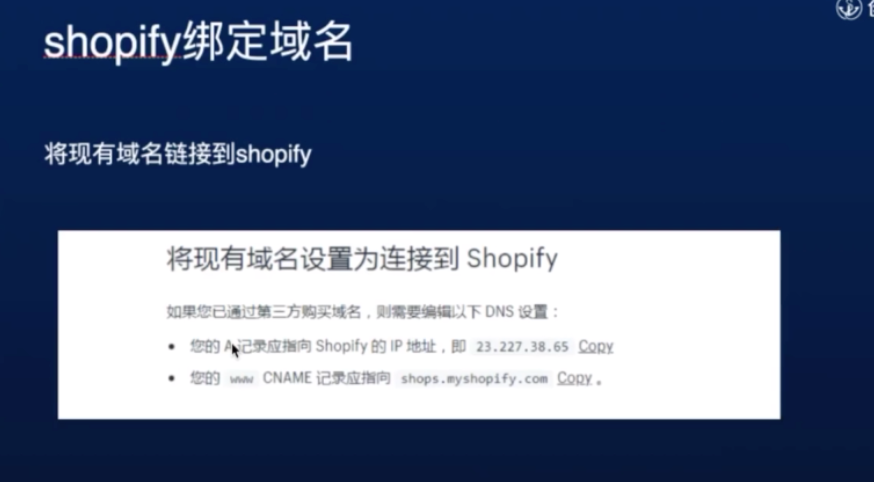 shopify绑定域名
将现有域名链接到shopify
将现有域名设置为连接到 Shopify
如果您已通过第三方购买域名，则需要编辑以下 DNS 设置：
• 您的 A 记录应指向 Shopify 的 IP 地址，即 23.227.38.65 Copy
• 您的 www CNAME 记录应指向 shops.myshopify.com Copy 。